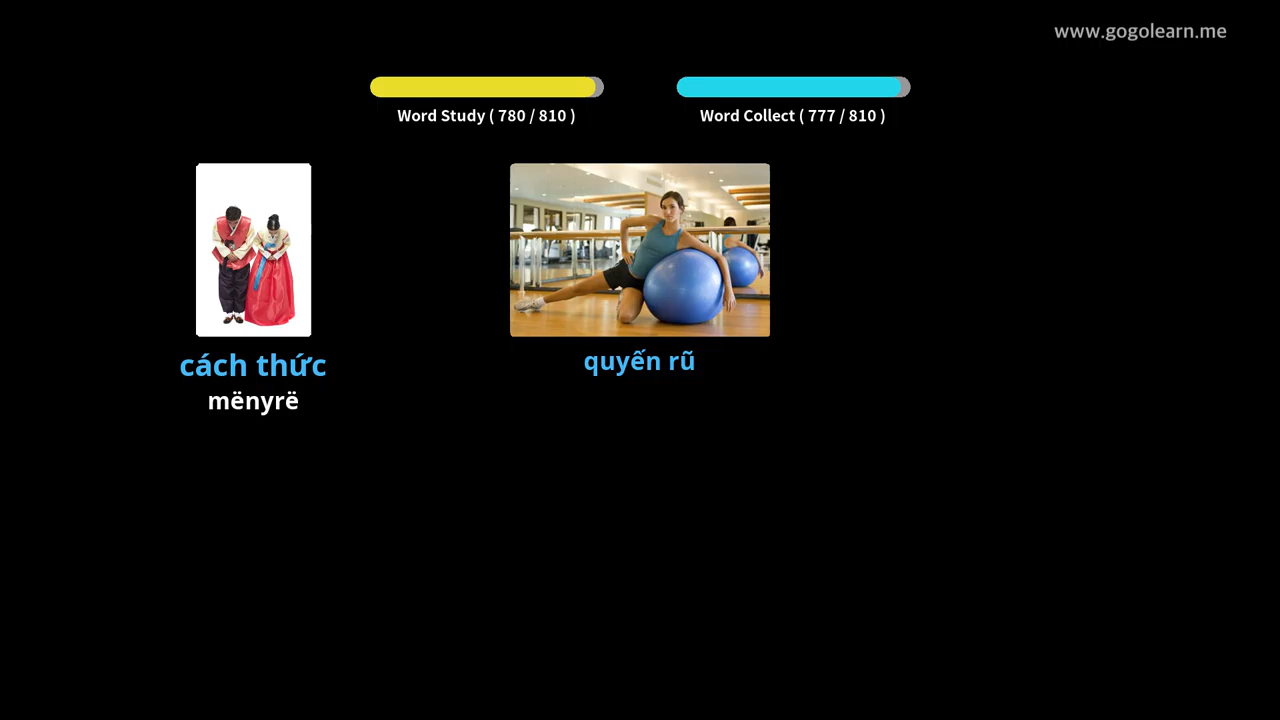 www.gogolearn.me
Word Study ( 780 / 810 )
Word Collect ( 777 / 810 )
cách thức
mënyrë
quyến rũ